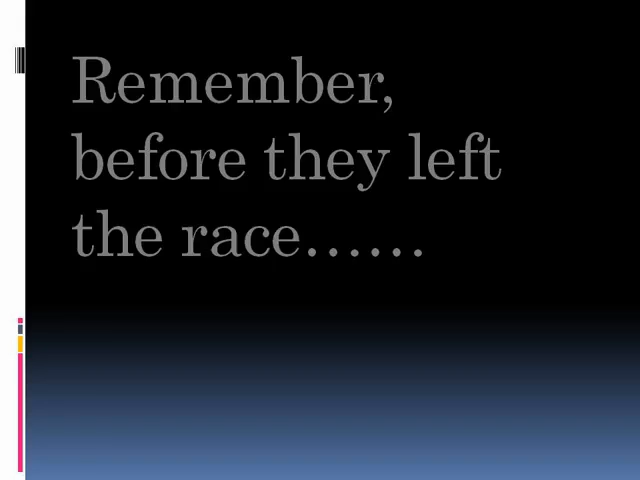 Remember,
before they left
the race……